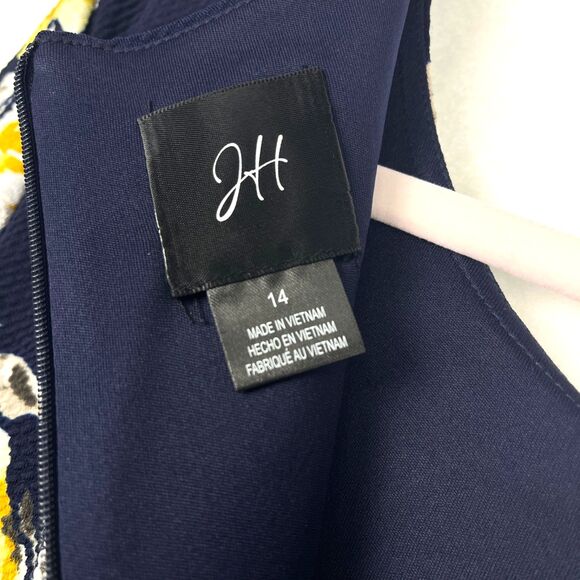 JH
14
MADE IN VIETNAM
HECHO EN VIETNAM
FABRIQUÉ AU VIETNAM